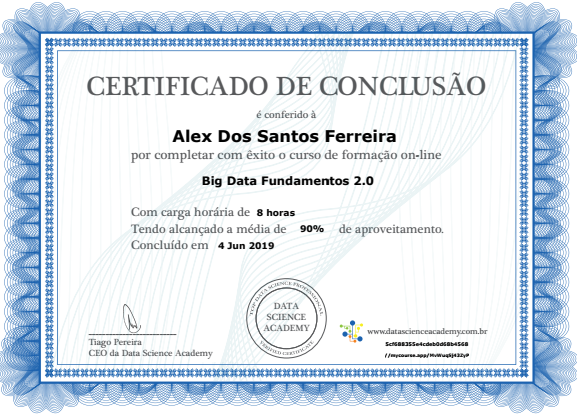 CERTIFICADO DE CONCLUSÃO
é conferido à
Alex Dos Santos Ferreira
por completar com êxito o curso de formação on-line
Big Data Fundamentos 2.0
Com carga horária de 8 horas
Tendo alcançado a média de 90% de aproveitamento.
Concluído em 4 Jun 2019
TOP DATA SCIENCE PROFESSIONAL
DATA
SCIENCE
ACADEMY
VERIFIED CERTIFICATE
Tiago Pereira
CEO da Data Science Academy
www.datascienceacademy.com.br
5cf688355e4cdeb0d68b4568
//mycourse.app/MvWuqSj43ZyP